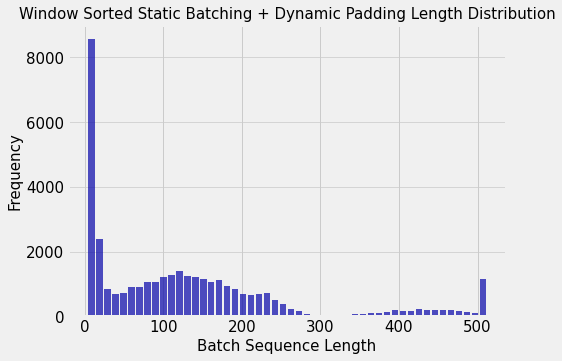 Window Sorted Static Batching + Dynamic Padding Length Distribution
8000
6000
4000
2000
0
Frequency
0 100 200 300 400 500
Batch Sequence Length